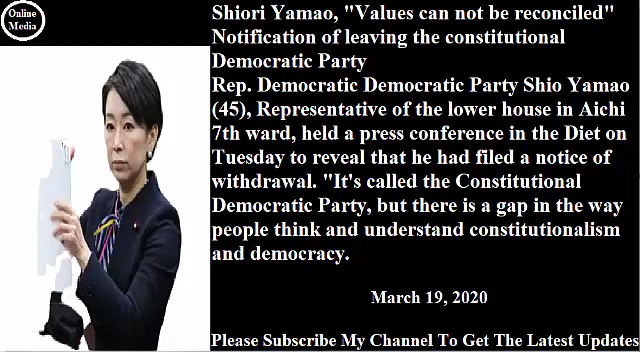 Online
Media
Shiori Yamao, "Values can not be reconciled"
Notification of leaving the constitutional
Democratic Party
Rep. Democratic Democratic Party Shio Yamao
(45), Representative of the lower house in Aichi
7th ward, held a press conference in the Diet on
Tuesday to reveal that he had filed a notice of
withdrawal. "It's called the Constitutional
Democratic Party, but there is a gap in the way
people think and understand constitutionalism
and democracy.
March 19, 2020
Please Subscribe My Channel To Get The Latest Updates